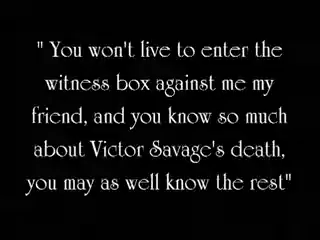 " You won't live to enter the
witness box against me my
friend, and you know so much
about Victor Savage's death,
you may as well know the rest"